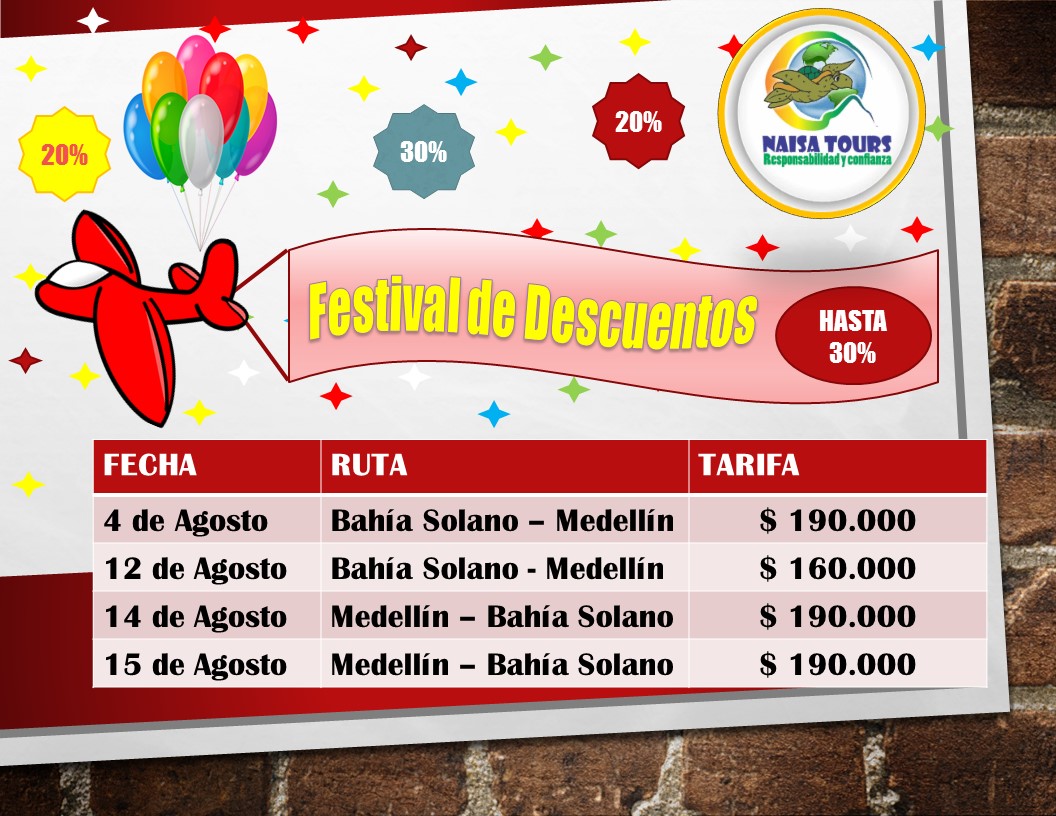 20%
30%
20%
NAISA TOURS
Responsabilidad y confianza
Festival de Descuentos
HASTA
30%
FECHA RUTA TARIFA
4 de Agosto Bahía Solano – Medellín $ 190.000
12 de Agosto Bahía Solano - Medellín $ 160.000
14 de Agosto Medellín – Bahía Solano $ 190.000
15 de Agosto Medellín – Bahía Solano $ 190.000